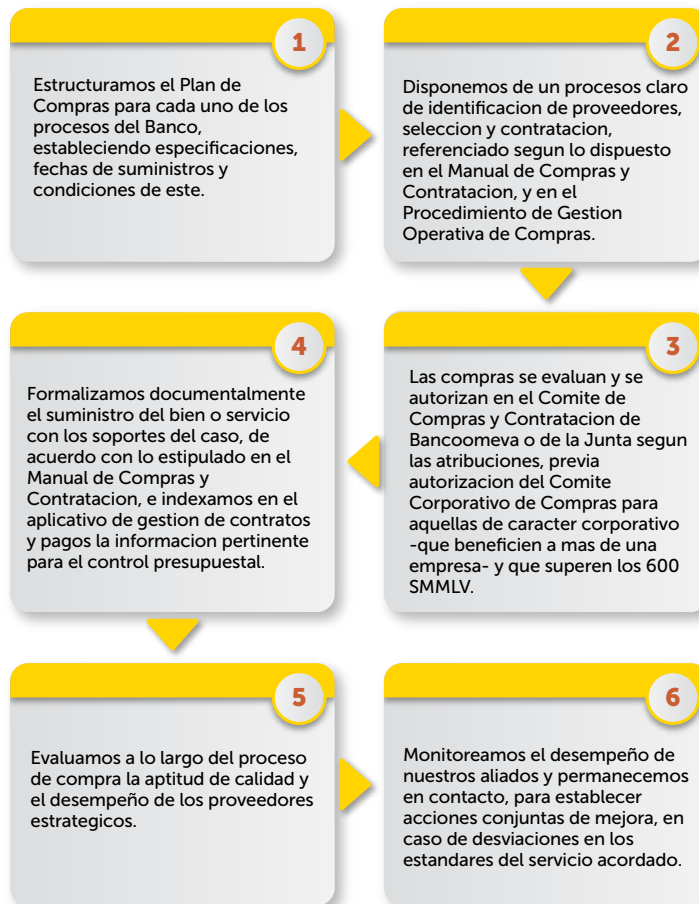 1
Estructuramos el Plan de
Compras para cada uno de los
procesos del Banco,
estableciendo especificaciones,
fechas de suministros y
condiciones de este.
2
Disponemos de un procesos claro
de identificacion de proveedores,
seleccion y contratacion,
referenciado segun lo dispuesto
en el Manual de Compras y
Contratacion, y en el
Procedimiento de Gestion
Operativa de Compras.
3
Las compras se evaluan y se
autorizan en el Comite de
Compras y Contratacion de
Bancoomeva o de la Junta segun
las atribuciones, previa
autorizacion del Comite
Corporativo de Compras para
aquellas de caracter corporativo
-que beneficien a mas de una
empresa- y que superen los 600
SMMLV.
4
Formalizamos documentalmente
el suministro del bien o servicio
con los soportes del caso, de
acuerdo con lo estipulado en el
Manual de Compras y
Contratacion, e indexamos en el
aplicativo de gestion de contratos
y pagos la informacion pertinente
para el control presupuestal.
5
Evaluamos a lo largo del proceso
de compra la aptitud de calidad y
el desempeño de los proveedores
estrategicos.
6
Monitoreamos el desempeño de
nuestros aliados y permanecemos
en contacto, para establecer
acciones conjuntas de mejora, en
caso de desviaciones en los
estandares del servicio acordado.